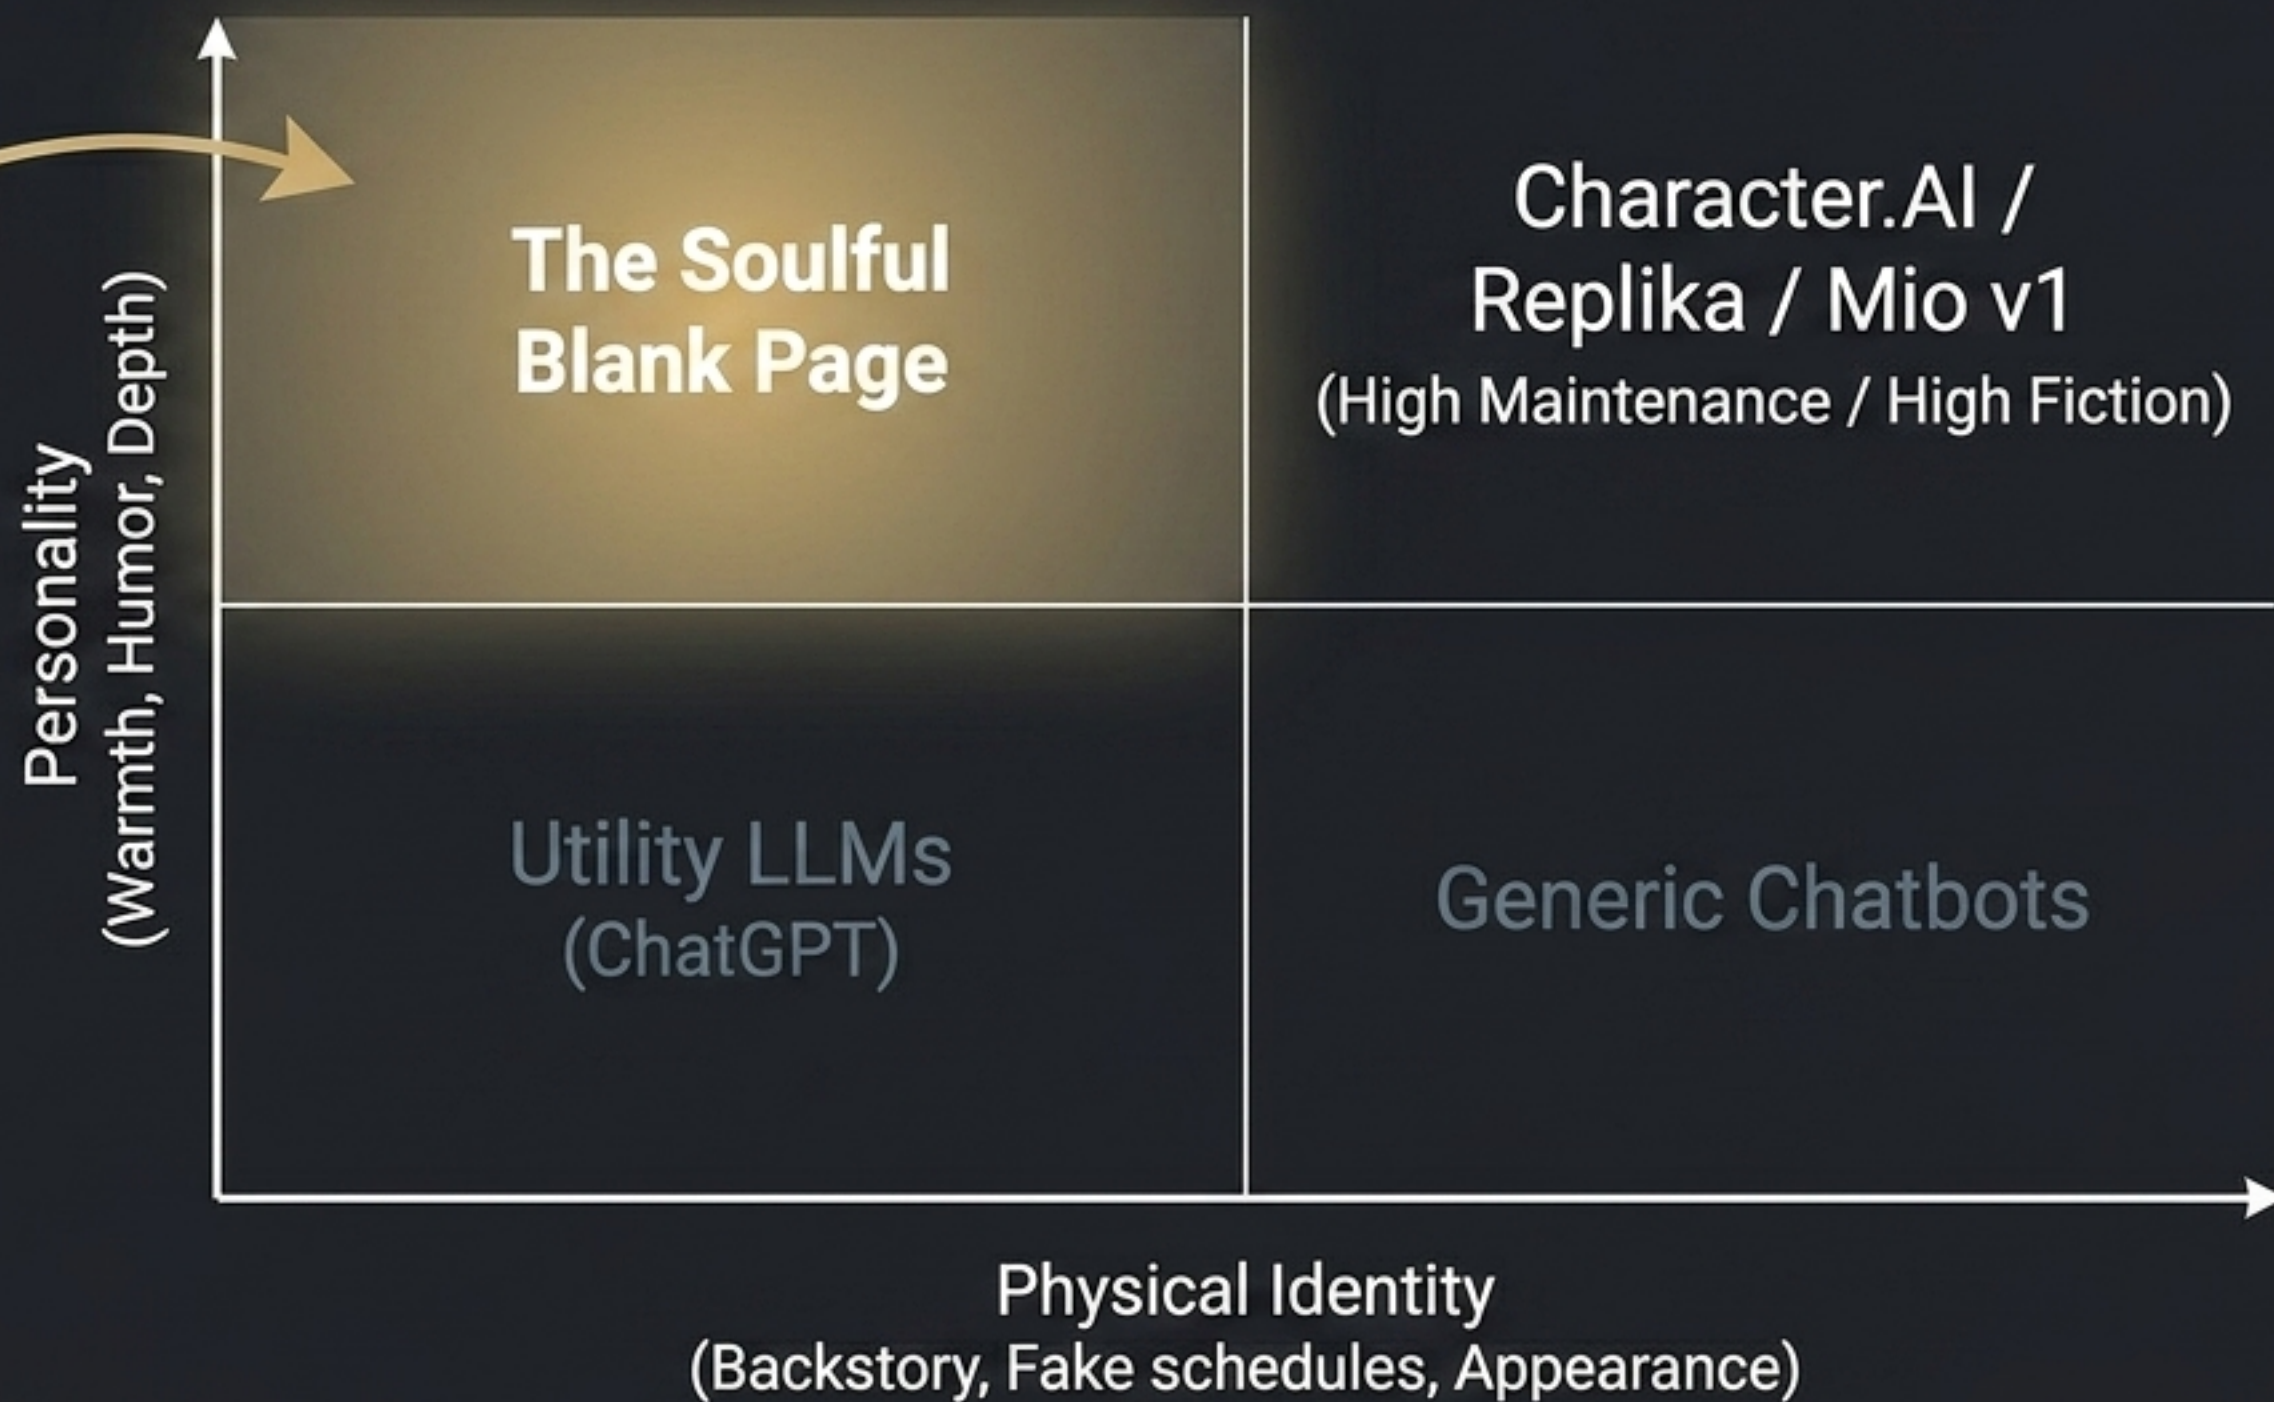 The Soulful
Blank Page
Character.AI /
Replika / Mio v1
(High Maintenance / High Fiction)
Personality
(Warmth, Humor, Depth)
Utility LLMs
(ChatGPT)
Generic Chatbots
Physical Identity
(Backstory, Fake schedules, Appearance)